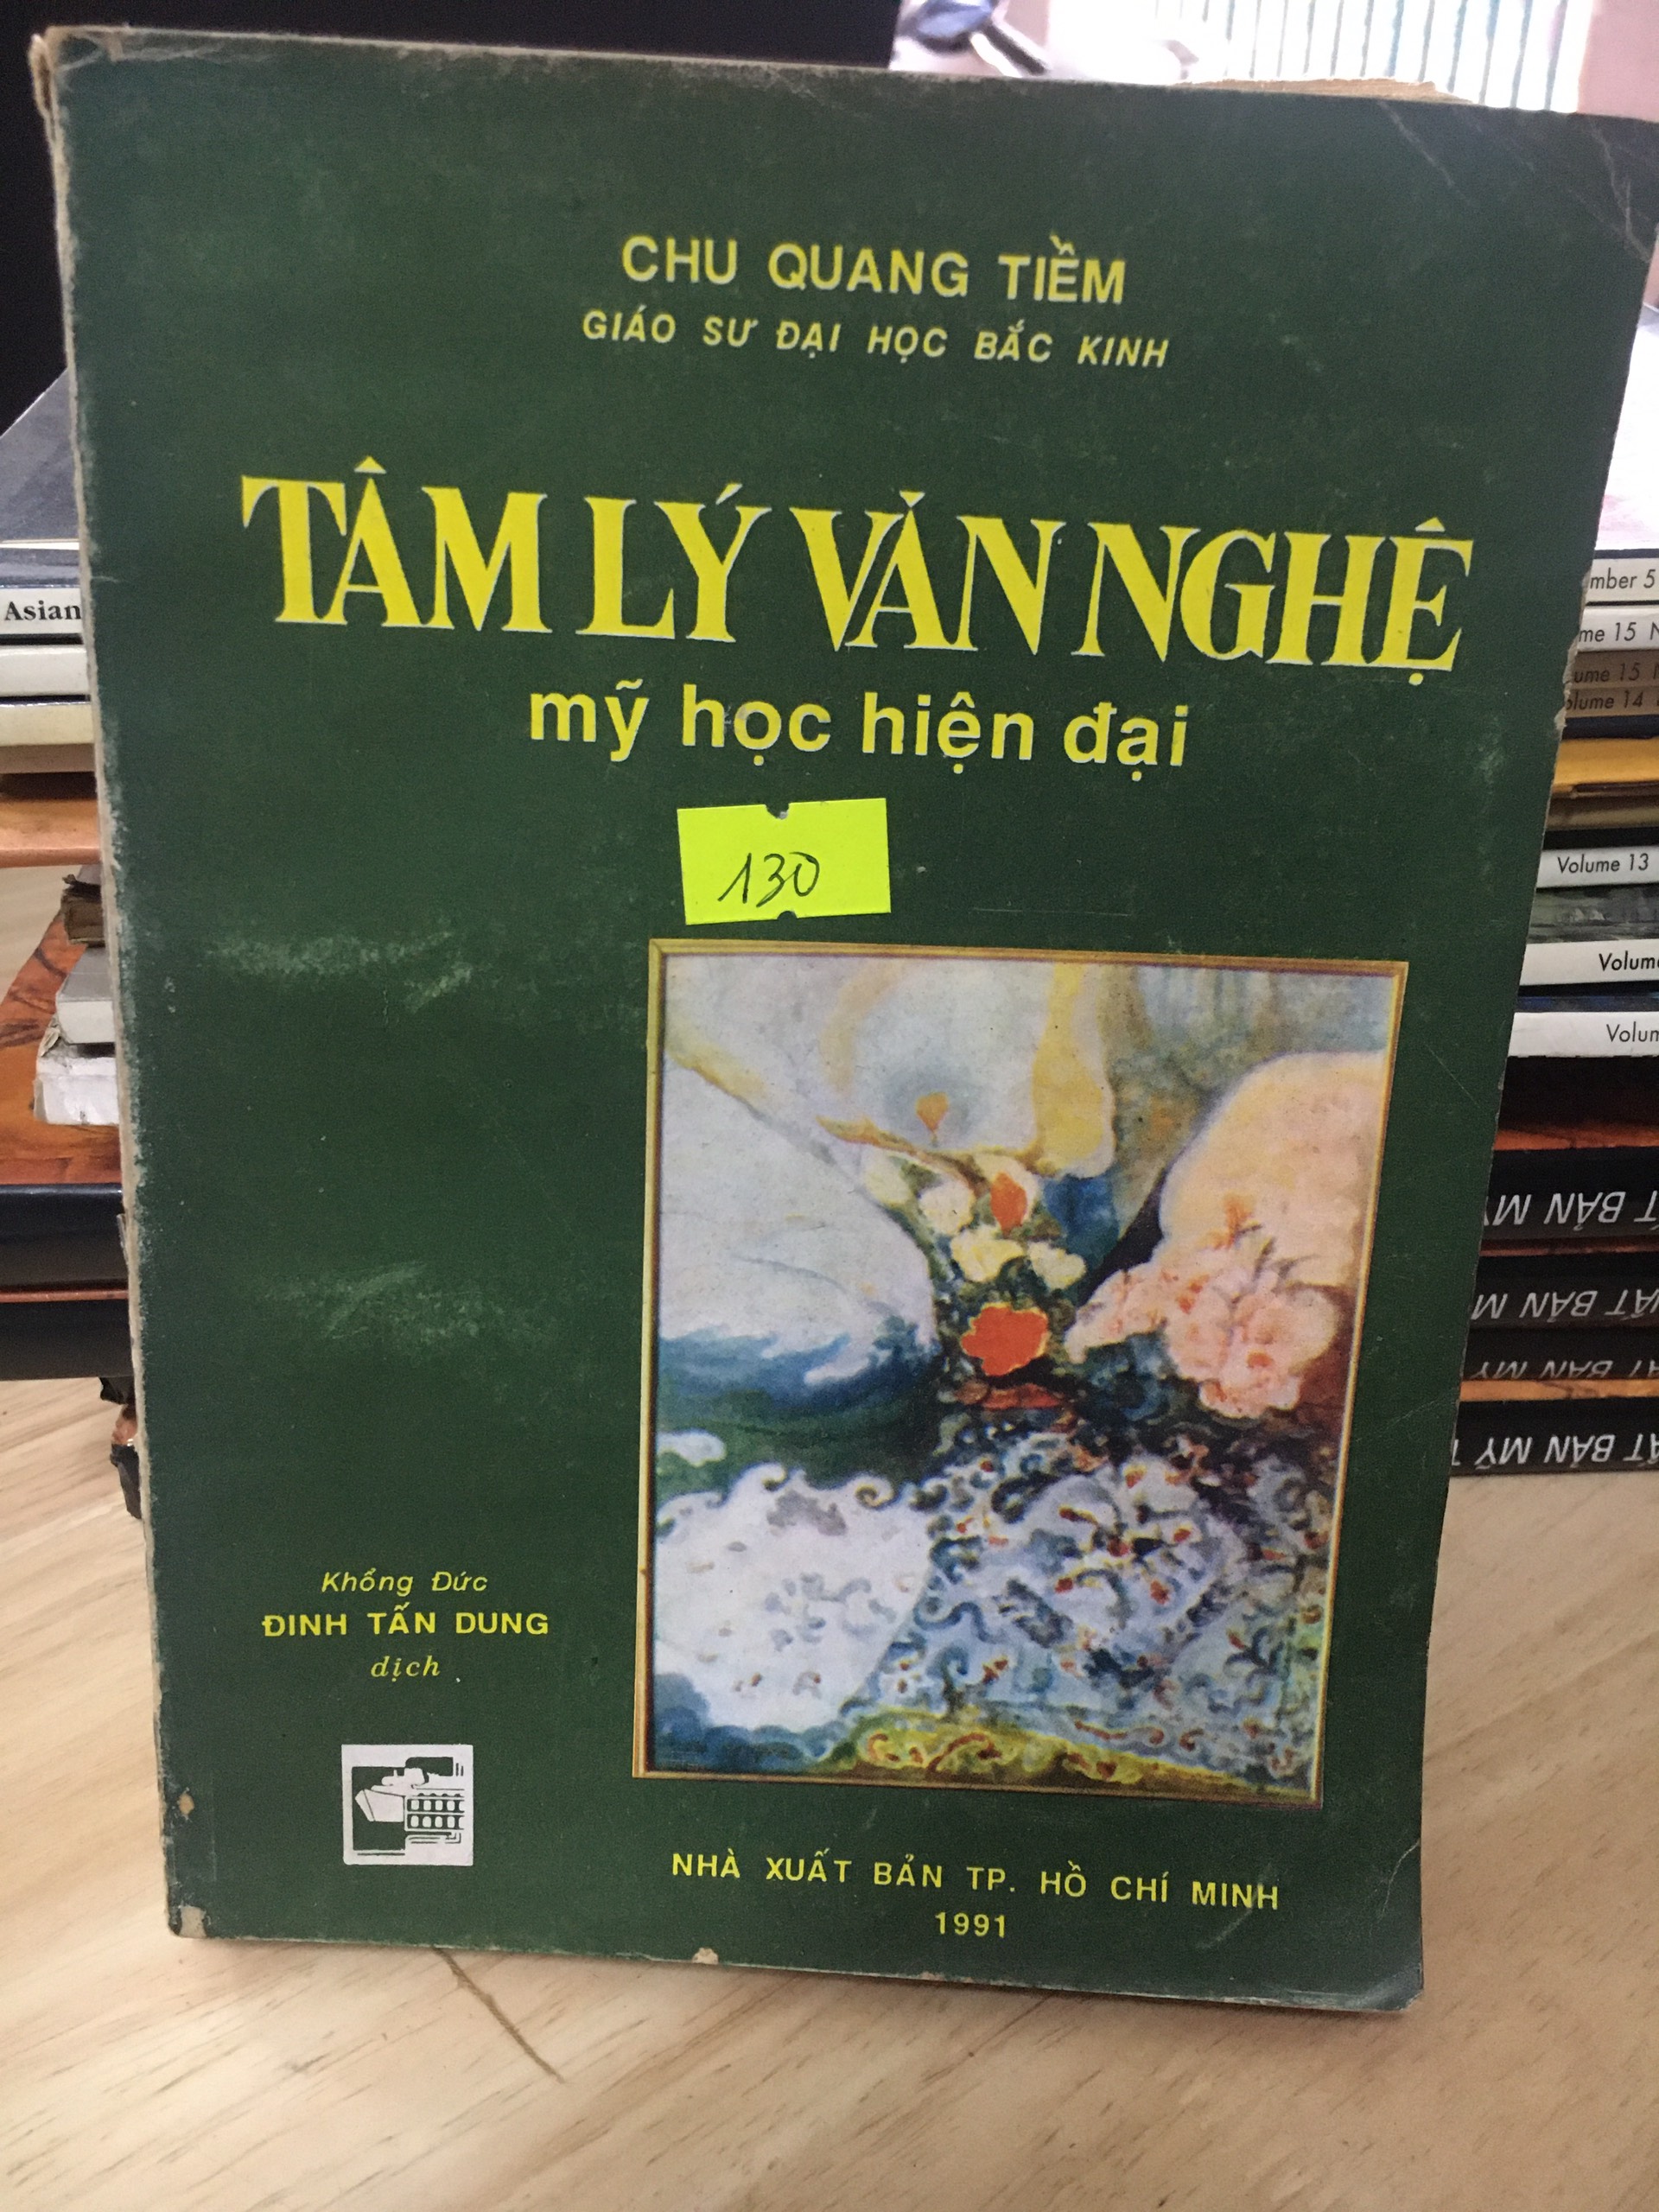 CHU QUANG TIỀM
GIÁO SƯ ĐẠI HỌC BẮC KINH
TÂM LÝ VĂN NGHỆ
mỹ học hiện đại
130
Khổng Đức
ĐINH TẤN DUNG
dịch
NHÀ XUẤT BẢN TP. HỒ CHÍ MINH
1991
Asian
Volume 13